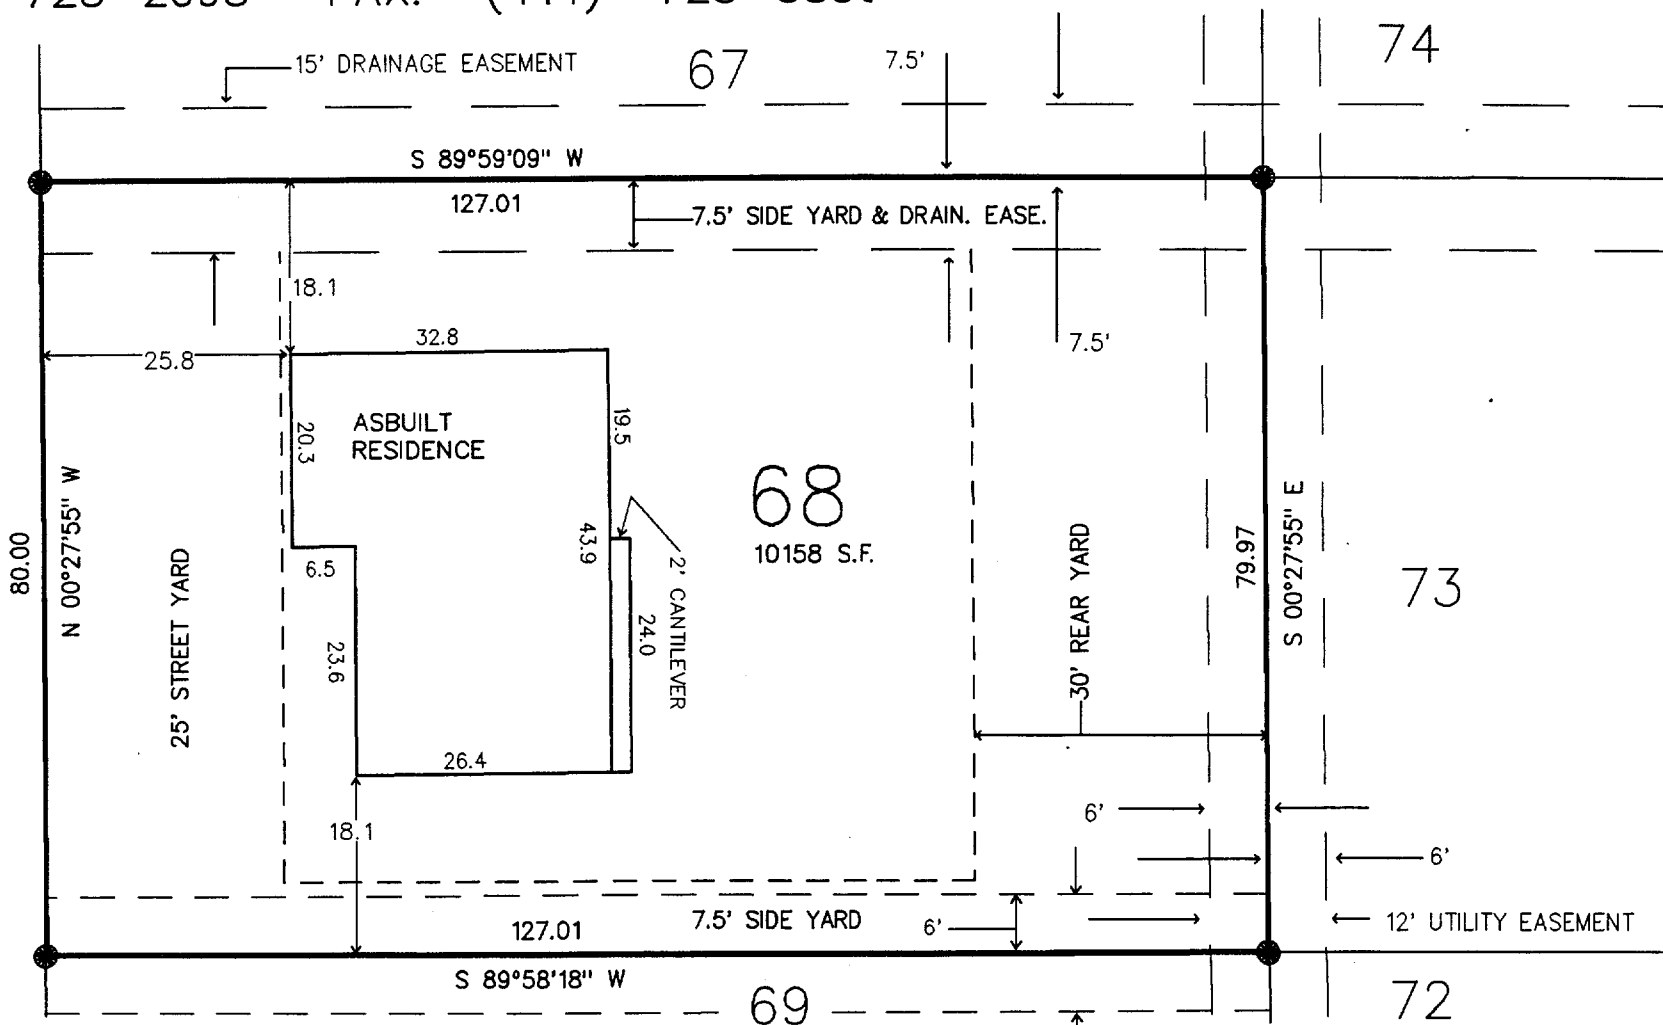 FAX:
74
15' DRAINAGE EASEMENT
67
7.5'
S 89°59'09" W
127.01
7.5' SIDE YARD & DRAIN. EASE.
18.1
32.8
7.5'
25.8
ASBUILT
RESIDENCE
20.3
19.5
68
10158 S.F.
43.9
2' CANTILEVER
24.0
6.5
23.6
80.00
N 00°27'55" W
25' STREET YARD
30' REAR YARD
79.97
S 00°27'55" E
73
26.4
18.1
6'
6'
127.01
7.5' SIDE YARD
6'
12' UTILITY EASEMENT
S 89°58'18" W
69
72